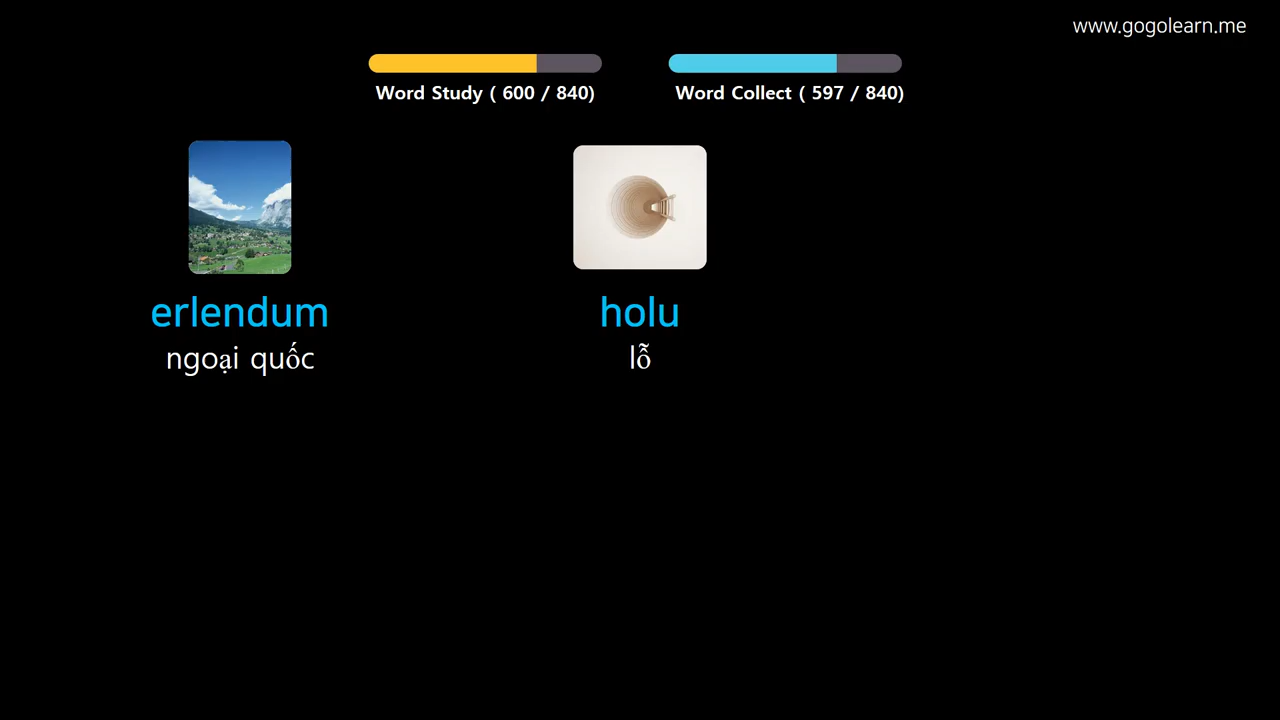 www.gogolearn.me
Word Study ( 600 / 840)
Word Collect ( 597 / 840)
erlendum
ngoại quốc
holu
lỗ